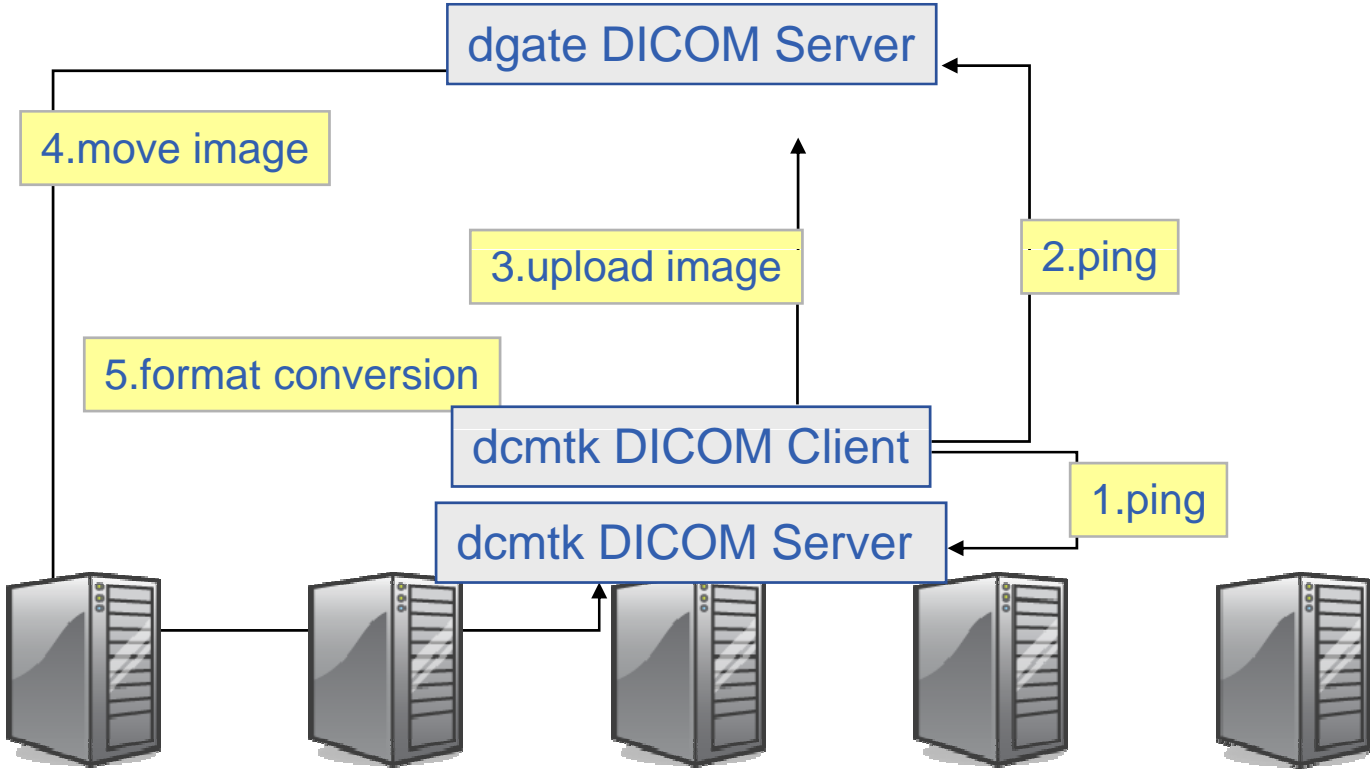 dgate DICOM Server
4.move image
3.upload image
2.ping
5.format conversion
dcmtk DICOM Client
1.ping
dcmtk DICOM Server